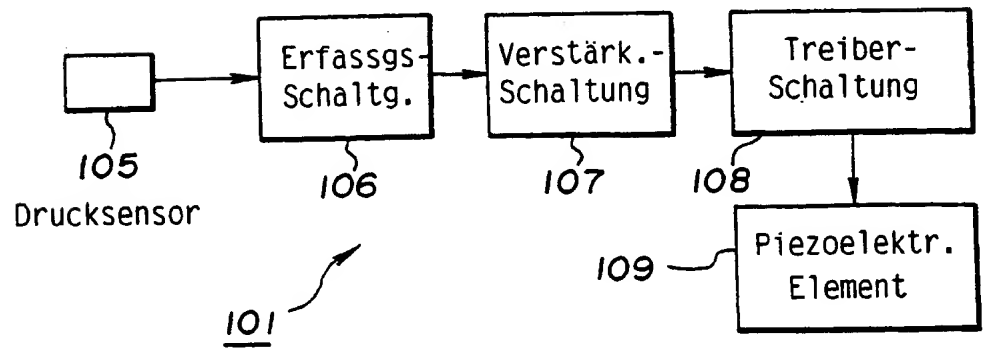 Erfassgs-
Schaltg.
Verstärk.-
Schaltung
Treiber-
Schaltung
105
106
107
108
Drucksensor
109
Piezoelektr.
Element
101